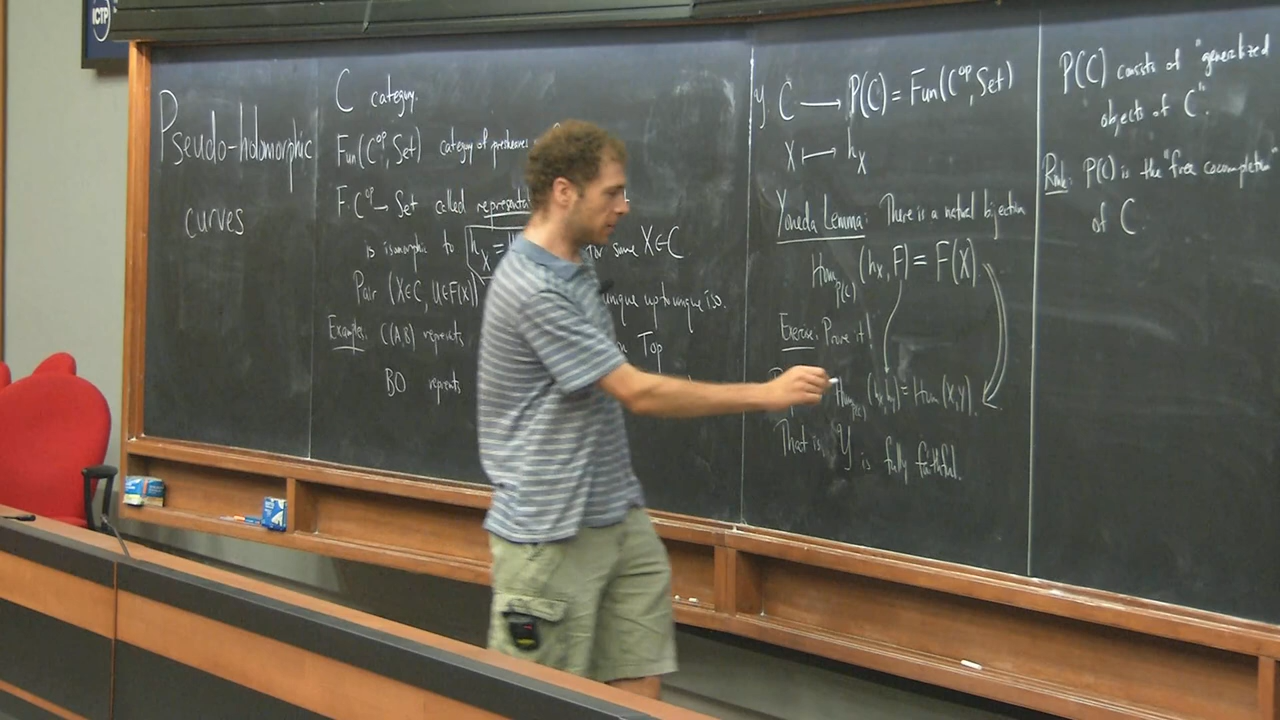 ICTP
Pseudo-holomorphic
curves
C category.
Fun(C^op, Set) category of presheaves
F: C^op → Set called
is isomorphic to h_X = for some X ∈ C
Pair (X∈C, U∈F(X)) unique up to unique iso.
Examples: C(A,B) represents Top
BO represents
y: C → P(C) = Fun(C^op, Set)
X ↦ h_X
Yoneda Lemma: There is a natural bijection
Hom_P(C) (h_X, F) = F(X)
Exercise: Prove it!
Hom_P(C) (h_X, h_Y) = Hom(X,Y).
That is, Y is fully faithful.
P(C) consists of "generalized
objects of C".
Rmk: P(C) is the "free cocompletion"
of C.